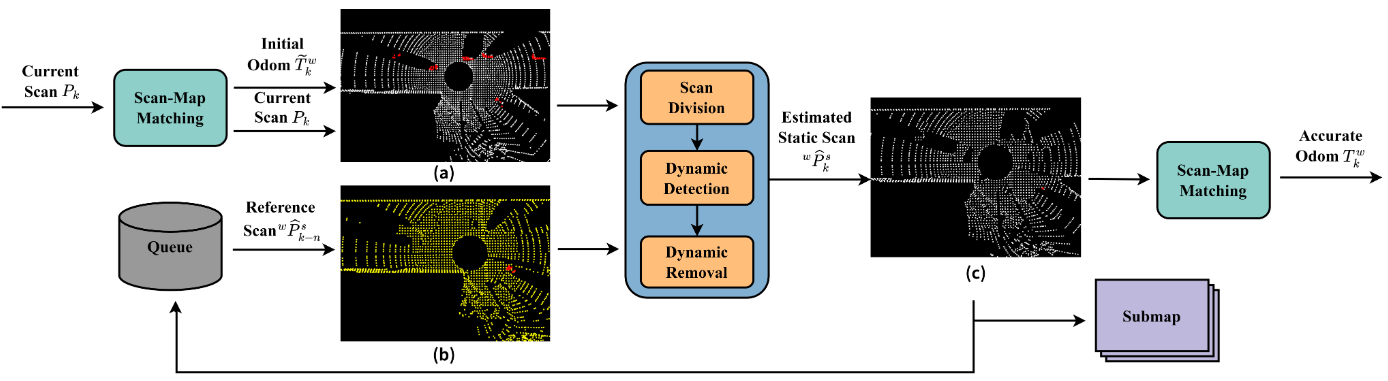 Current
Scan P_k
Scan-Map
Matching
Initial
Odom \widetilde{T}_k^w
Current
Scan P_k
(a)
Queue
Reference
Scan ^w\widehat{P}_{k-n}^s
(b)
Scan
Division
Dynamic
Detection
Dynamic
Removal
Estimated
Static Scan
^w\widehat{P}_k^s
(c)
Scan-Map
Matching
Accurate
Odom T_k^w
Submap